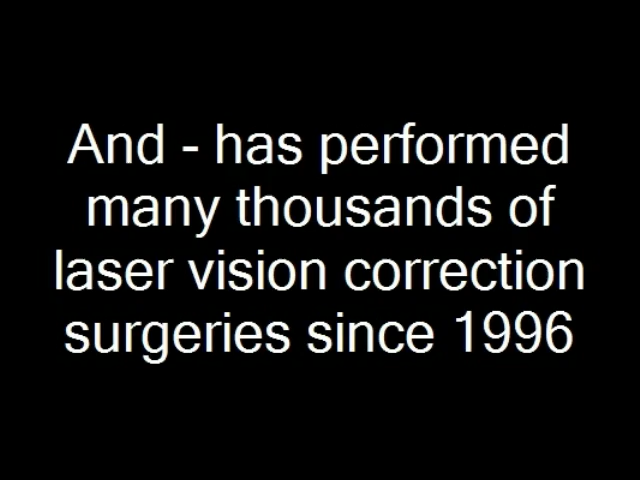 And - has performed
many thousands of
laser vision correction
surgeries since 1996